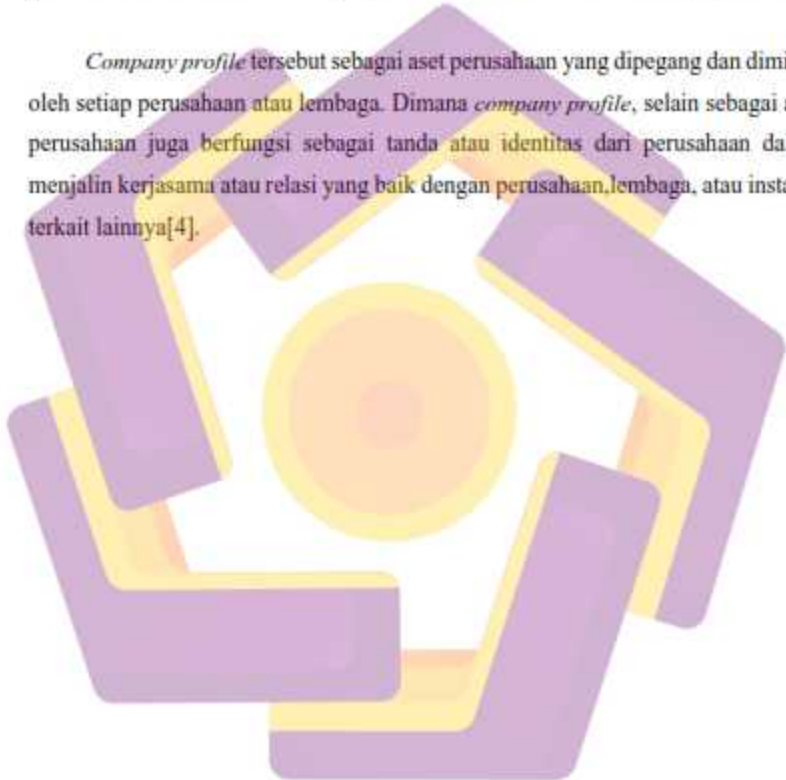 Company profile tersebut sebagai aset perusahaan yang dipegang dan dimi
oleh setiap perusahaan atau lembaga. Dimana company profile, selain sebagai a
perusahaan juga berfungsi sebagai tanda atau identitas dari perusahaan da
menjalin kerjasama atau relasi yang baik dengan perusahaan,lembaga, atau insta
terkait lainnya[4].